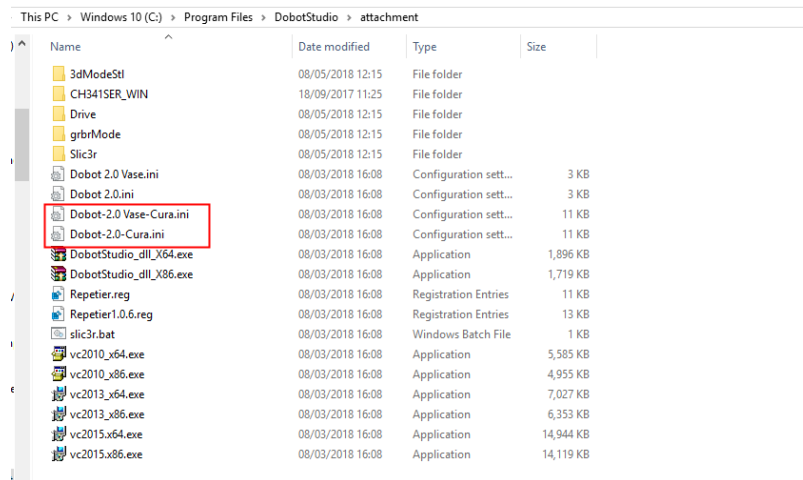 This PC > Windows 10 (C:) > Program Files > DobotStudio > attachment
Name Date modified Type Size
3dModeStl 08/05/2018 12:15 File folder
CH341SER_WIN 18/09/2017 11:25 File folder
Drive 08/05/2018 12:15 File folder
grbrMode 08/05/2018 12:15 File folder
Slic3r 08/05/2018 12:15 File folder
Dobot 2.0 Vase.ini 08/03/2018 16:08 Configuration sett... 3 KB
Dobot 2.0.ini 08/03/2018 16:08 Configuration sett... 3 KB
Dobot-2.0 Vase-Cura.ini 08/03/2018 16:08 Configuration sett... 11 KB
Dobot-2.0-Cura.ini 08/03/2018 16:08 Configuration sett... 11 KB
DobotStudio_dll_X64.exe 08/03/2018 16:08 Application 1,896 KB
DobotStudio_dll_X86.exe 08/03/2018 16:08 Application 1,719 KB
Repetier.reg 08/03/2018 16:08 Registration Entries 11 KB
Repetier1.0.6.reg 08/03/2018 16:08 Registration Entries 13 KB
slic3r.bat 08/03/2018 16:08 Windows Batch File 1 KB
vc2010_x64.exe 08/03/2018 16:08 Application 5,585 KB
vc2010_x86.exe 08/03/2018 16:08 Application 4,955 KB
vc2013_x64.exe 08/03/2018 16:08 Application 7,027 KB
vc2013_x86.exe 08/03/2018 16:08 Application 6,353 KB
vc2015.x64.exe 08/03/2018 16:08 Application 14,944 KB
vc2015.x86.exe 08/03/2018 16:08 Application 14,119 KB